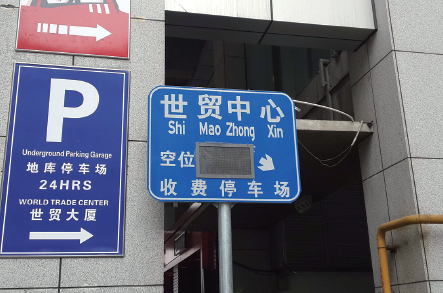 P
Underground Parking Garage
地库停车场
24HRS
WORLD TRADE CENTER
世贸大厦
世贸中心
Shi Mao Zhong Xin
空位
收费停车场